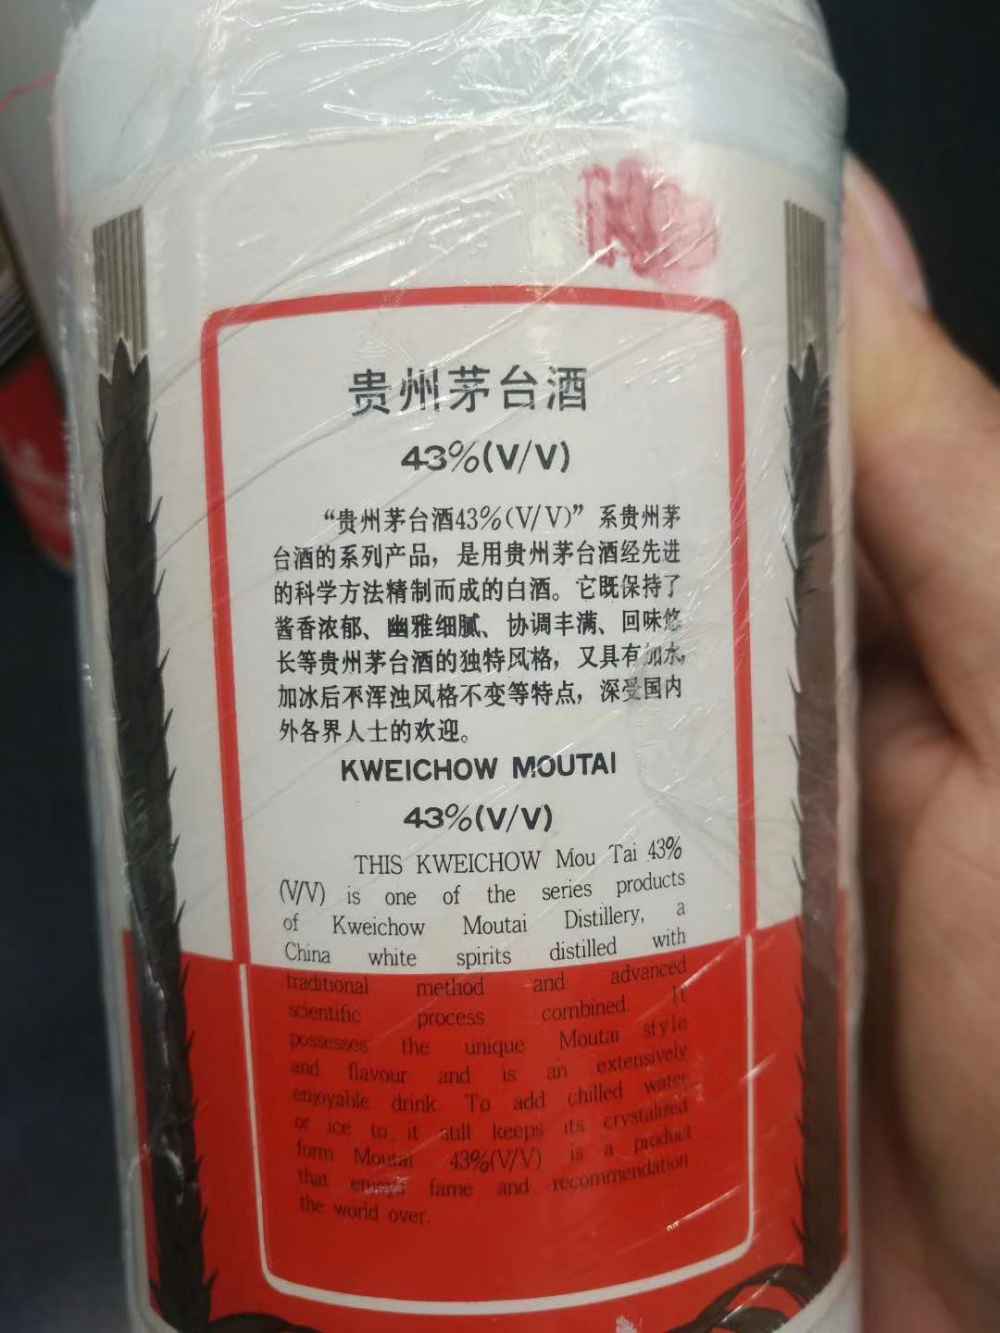 贵州茅台酒
43%(V/V)
“贵州茅台酒43%(V/V)”系贵州茅
台酒的系列产品，是用贵州茅台酒经先进
的科学方法精制而成的白酒。它既保持了
酱香浓郁、幽雅细腻、协调丰满、回味悠
长等贵州茅台酒的独特风格，又具有加水，
加冰后不浑浊风格不变等特点，深受国内
外各界人士的欢迎。
KWEICHOW MOUTAI
43%(V/V)
THIS KWEICHOW Mou Tai 43%
(V/V) is one of the series products
of Kweichow Moutai Distillery, a
China white spirits distilled with
traditional method and advanced
scientific process combined. It
possesses the unique Moutai style
and flavour and is an extensively
enjoyable drink. To add chilled water
or ice to it still keeps its crystalized
form Moutai 43%(V/V) is a product
that fame and recommendation
the world over.